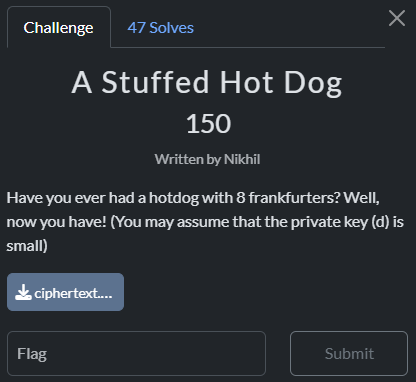 Challenge
47 Solves
A Stuffed Hot Dog
150
Written by Nikhil
Have you ever had a hotdog with 8 frankfurters? Well,
now you have! (You may assume that the private key (d) is
small)
ciphertext....
Flag
Submit